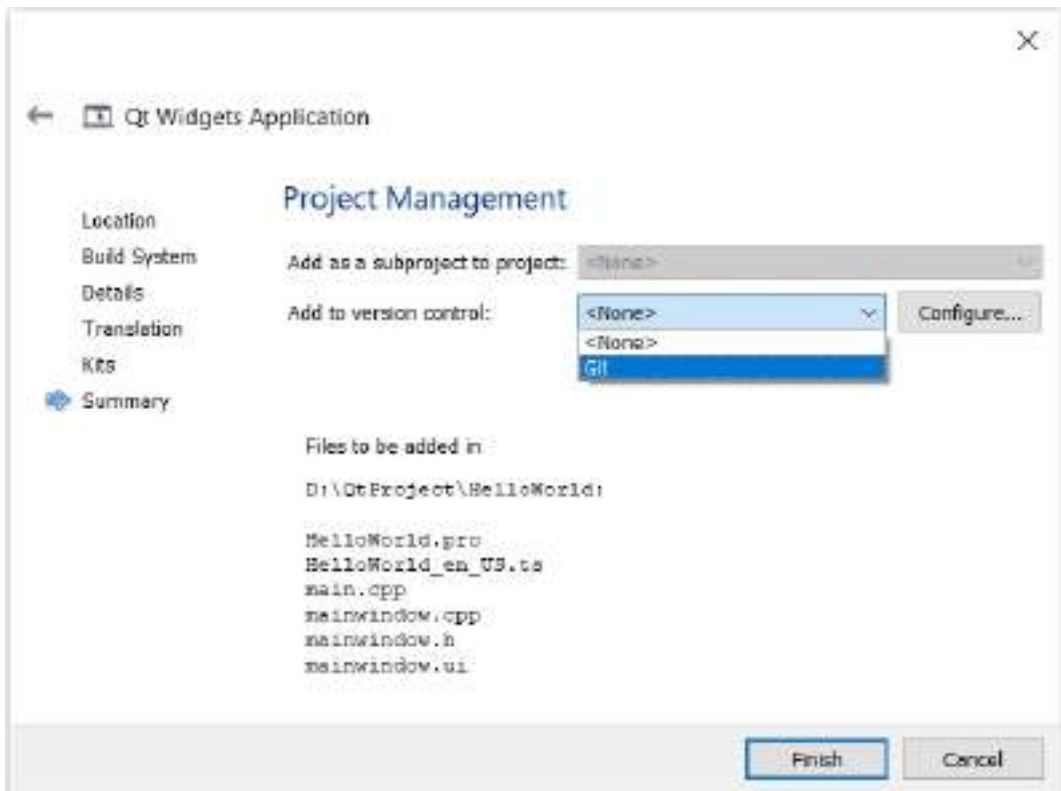 Qt Widgets Application
Project Management
Location
Build System
Details
Translation
Kits
Summary
Add as a subproject to project: <None>
Add to version control: <None> Configure...
<None>
Git
Files to be added in
D:\QtProject\HelloWorld:
HelloWorld.pro
HelloWorld_en_US.ts
main.cpp
mainwindow.cpp
mainwindow.h
mainwindow.ui
Finish Cancel